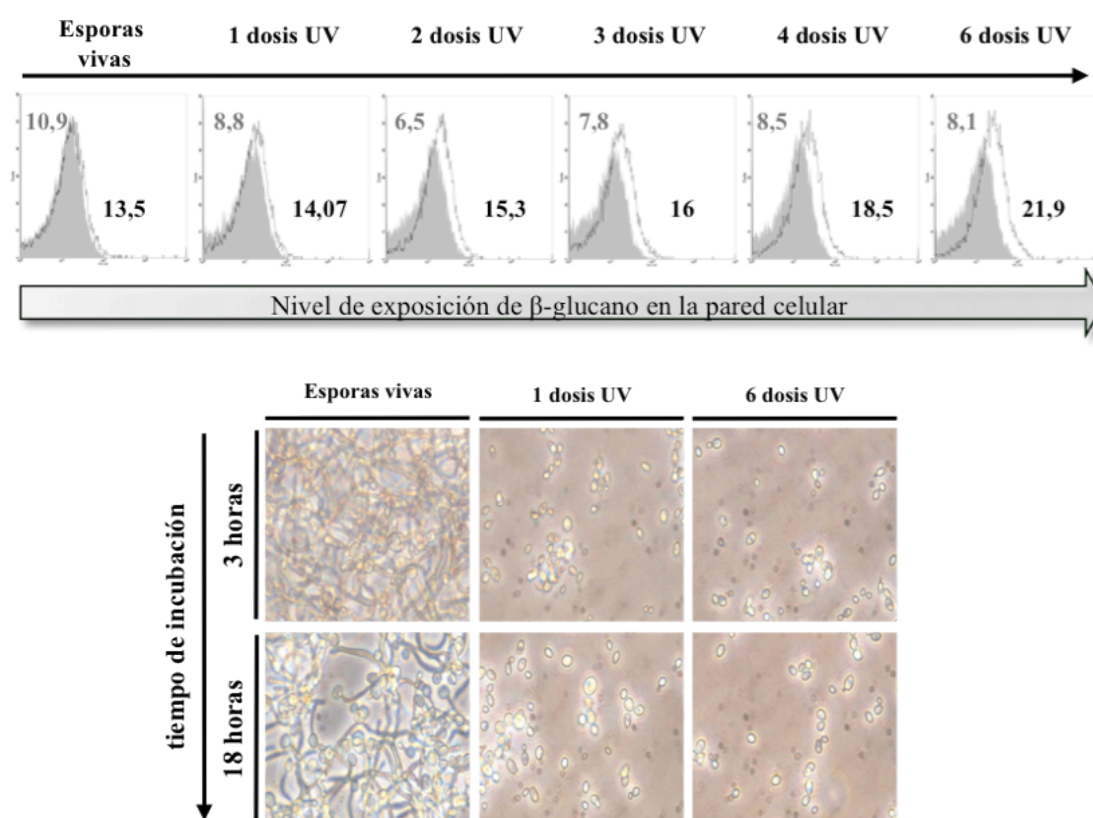 Esporas
vivas
1 dosis UV
2 dosis UV
3 dosis UV
4 dosis UV
6 dosis UV
10,9
13,5
8,8
14,07
6,5
15,3
7,8
16
8,5
18,5
8,1
21,9
Nivel de exposición de β-glucano en la pared celular
Esporas vivas
1 dosis UV
6 dosis UV
tiempo de incubación
3 horas
18 horas